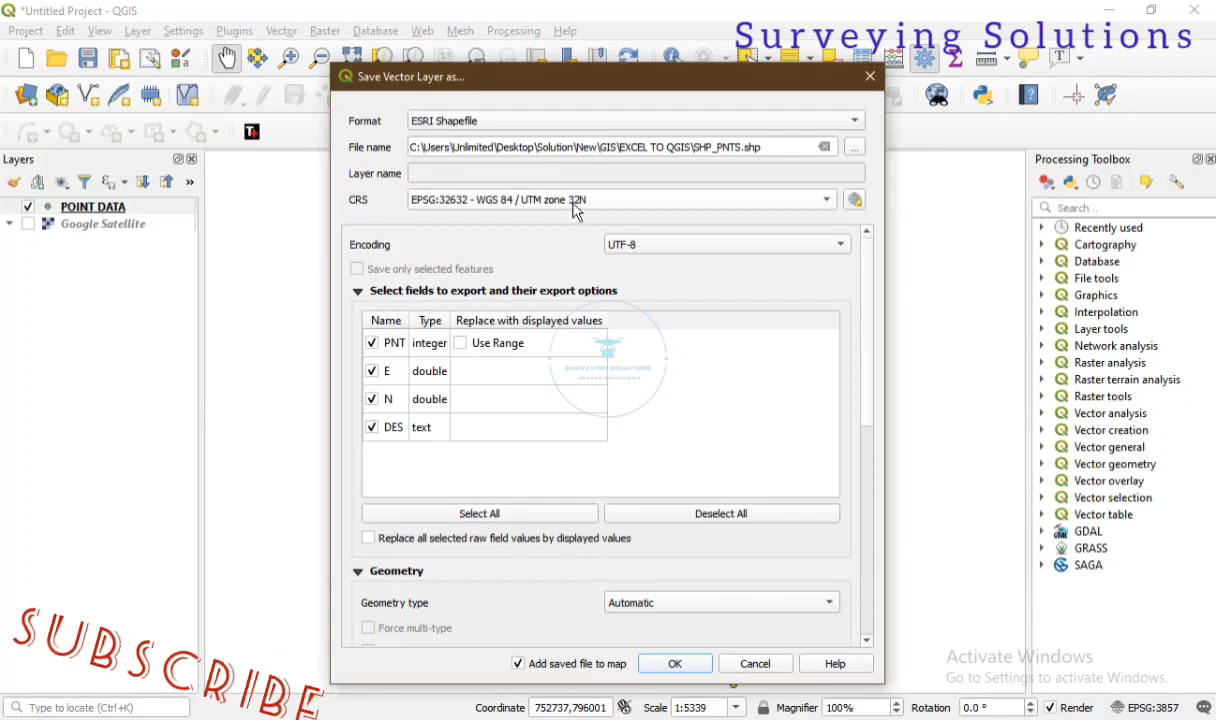 *Untitled Project - QGIS
Project Edit View Layer Settings Plugins Vector Raster Database Web Mesh Processing Help
Surveying Solutions
Save Vector Layer as...
Format ESRI Shapefile
File name C:\Users\Unlimited\Desktop\Solution\New\GIS\EXCEL TO QGIS\SHP_PNTS.shp ...
Layer name
CRS EPSG:32632 - WGS 84 / UTM zone 32N
Encoding UTF-8
Save only selected features
Select fields to export and their export options
Name Type Replace with displayed values
PNT integer Use Range
E double
N double
DES text
SURVEYING SOLUTIONS
Select All Deselect All
Replace all selected raw field values by displayed values
Geometry
Geometry type Automatic
Force multi-type
Add saved file to map OK Cancel Help
Layers
POINT DATA
Google Satellite
Processing Toolbox
Search...
Recently used
Cartography
Database
File tools
Graphics
Interpolation
Layer tools
Network analysis
Raster analysis
Raster terrain analysis
Raster tools
Vector analysis
Vector creation
Vector general
Vector geometry
Vector overlay
Vector selection
Vector table
GDAL
GRASS
SAGA
SUBSCRIBE
Activate Windows
Go to Settings to activate Windows.
Type to locate (Ctrl+K) Coordinate 752737,796001 Scale 1:5339 Magnifier 100% Rotation 0.0 ° Render EPSG:3857